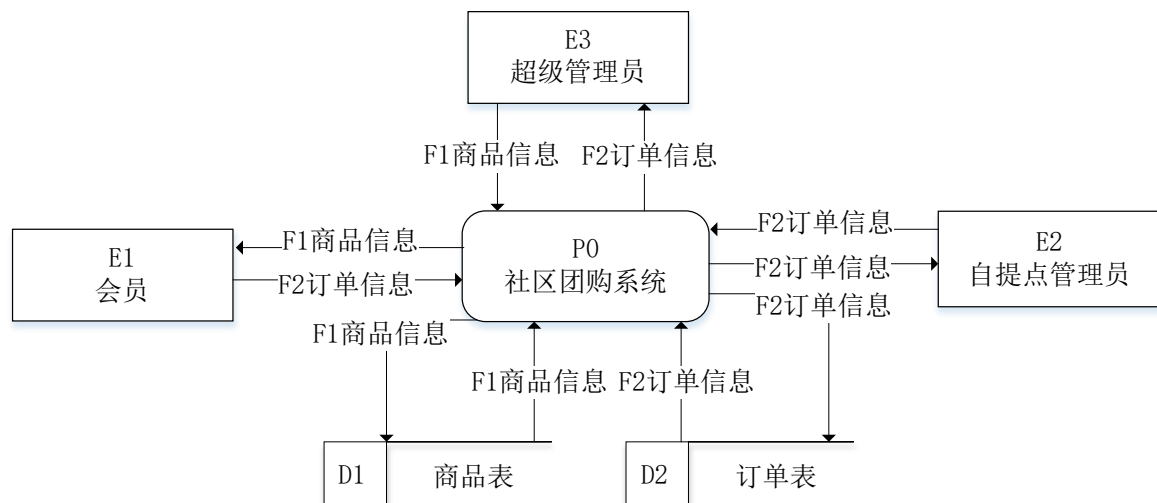 E3
超级管理员
F1商品信息
F2订单信息
F1商品信息
F2订单信息
E1
会员
P0
社区团购系统
F2订单信息
F2订单信息
F2订单信息
E2
自提点管理员
F1商品信息
F1商品信息
F2订单信息
D1
商品表
D2
订单表